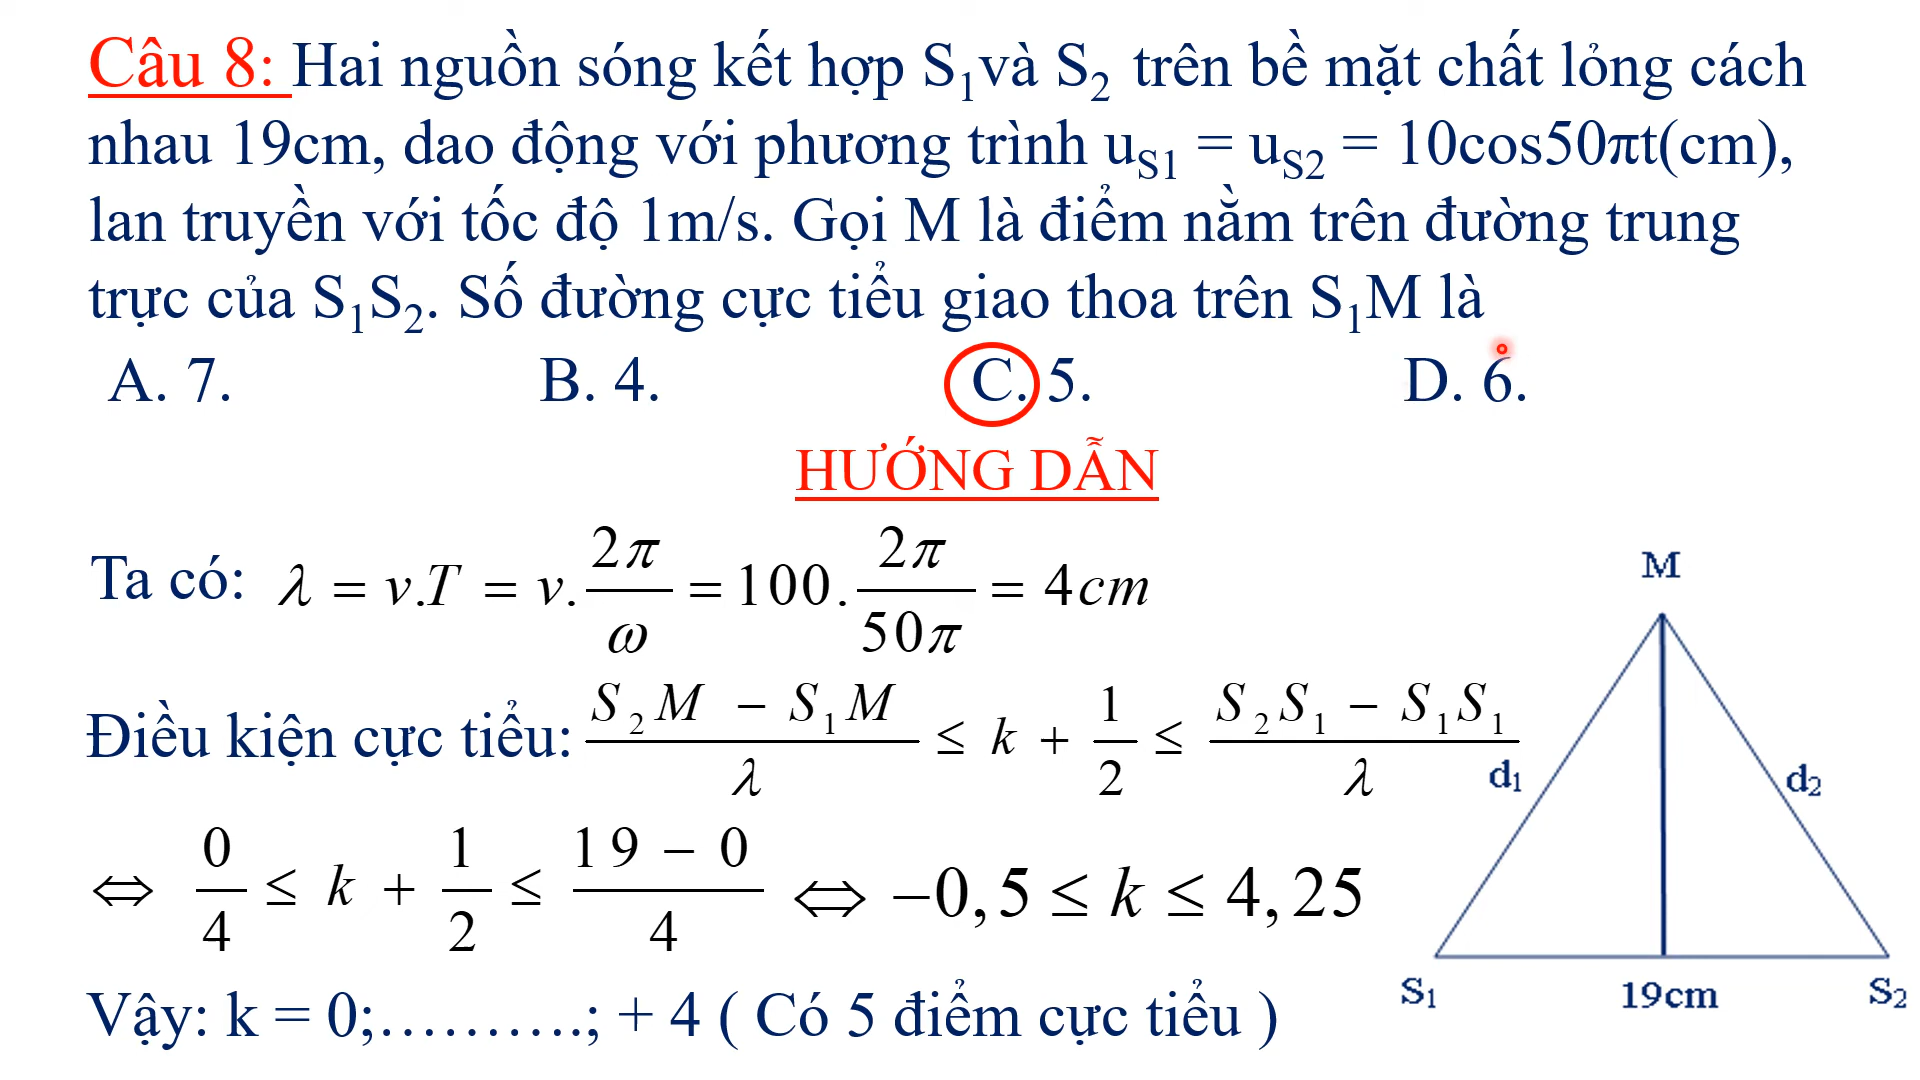 Câu 8: Hai nguồn sóng kết hợp S₁và S₂ trên bề mặt chất lỏng cách
nhau 19cm, dao động với phương trình u_S1 = u_S2 = 10cos50πt(cm),
lan truyền với tốc độ 1m/s. Gọi M là điểm nằm trên đường trung
trực của S₁S₂. Số đường cực tiểu giao thoa trên S₁M là
A. 7. B. 4. C. 5. D. 6.
HƯỚNG DẪN
Ta có: λ = v.T = v.2π/ω = 100.2π/50π = 4cm
Điều kiện cực tiểu: (S₂M − S₁M)/λ ≤ k + 1/2 ≤ (S₂S₁ − S₁S₁)/λ
⇔ 0/4 ≤ k + 1/2 ≤ (19 − 0)/4 ⇔ −0,5 ≤ k ≤ 4,25
Vậy: k = 0;……….; + 4 ( Có 5 điểm cực tiểu )
M
d₁ d₂
S₁ 19cm S₂